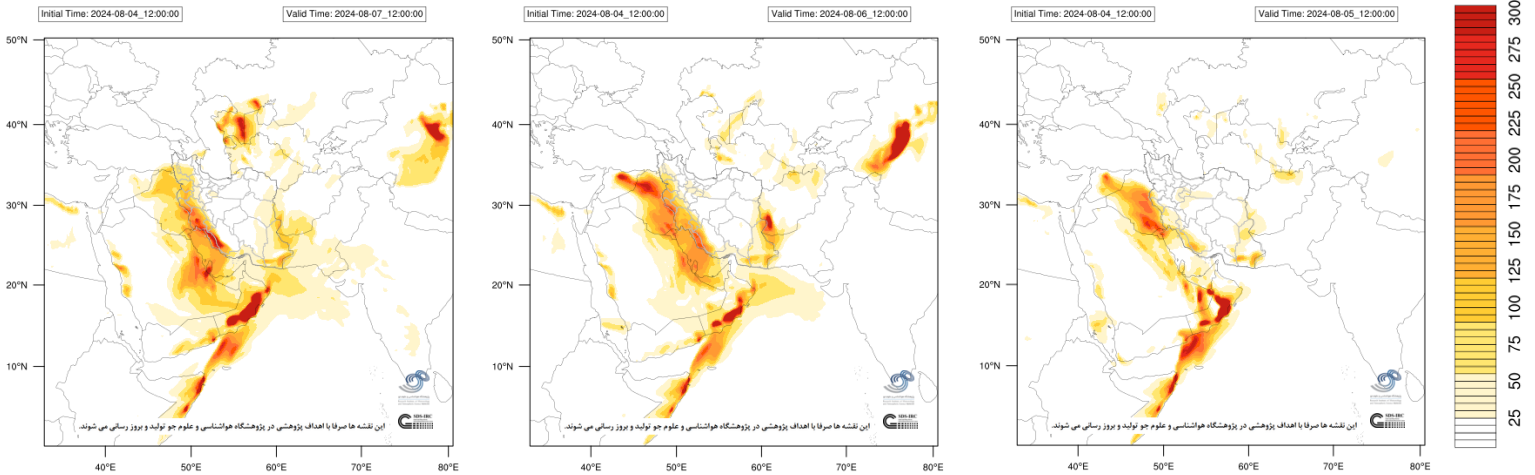 Initial Time: 2024-08-04_12:00:00
Valid Time: 2024-08-07_12:00:00
50°N
40°N
30°N
20°N
10°N
40°E
50°E
60°E
70°E
80°E
SDS-IRC
این نقشه ها صرفا با اهداف پژوهشی در پژوهشگاه هواشناسی و علوم جو تولید و بروز رسانی می شوند.
Initial Time: 2024-08-04_12:00:00
Valid Time: 2024-08-06_12:00:00
50°N
40°N
30°N
20°N
10°N
40°E
50°E
60°E
70°E
80°E
SDS-IRC
این نقشه ها صرفا با اهداف پژوهشی در پژوهشگاه هواشناسی و علوم جو تولید و بروز رسانی می شوند.
Initial Time: 2024-08-04_12:00:00
Valid Time: 2024-08-05_12:00:00
50°N
40°N
30°N
20°N
10°N
40°E
50°E
60°E
70°E
80°E
SDS-IRC
این نقشه ها صرفا با اهداف پژوهشی در پژوهشگاه هواشناسی و علوم جو تولید و بروز رسانی می شوند.
300
275
250
225
200
175
150
125
100
75
50
25